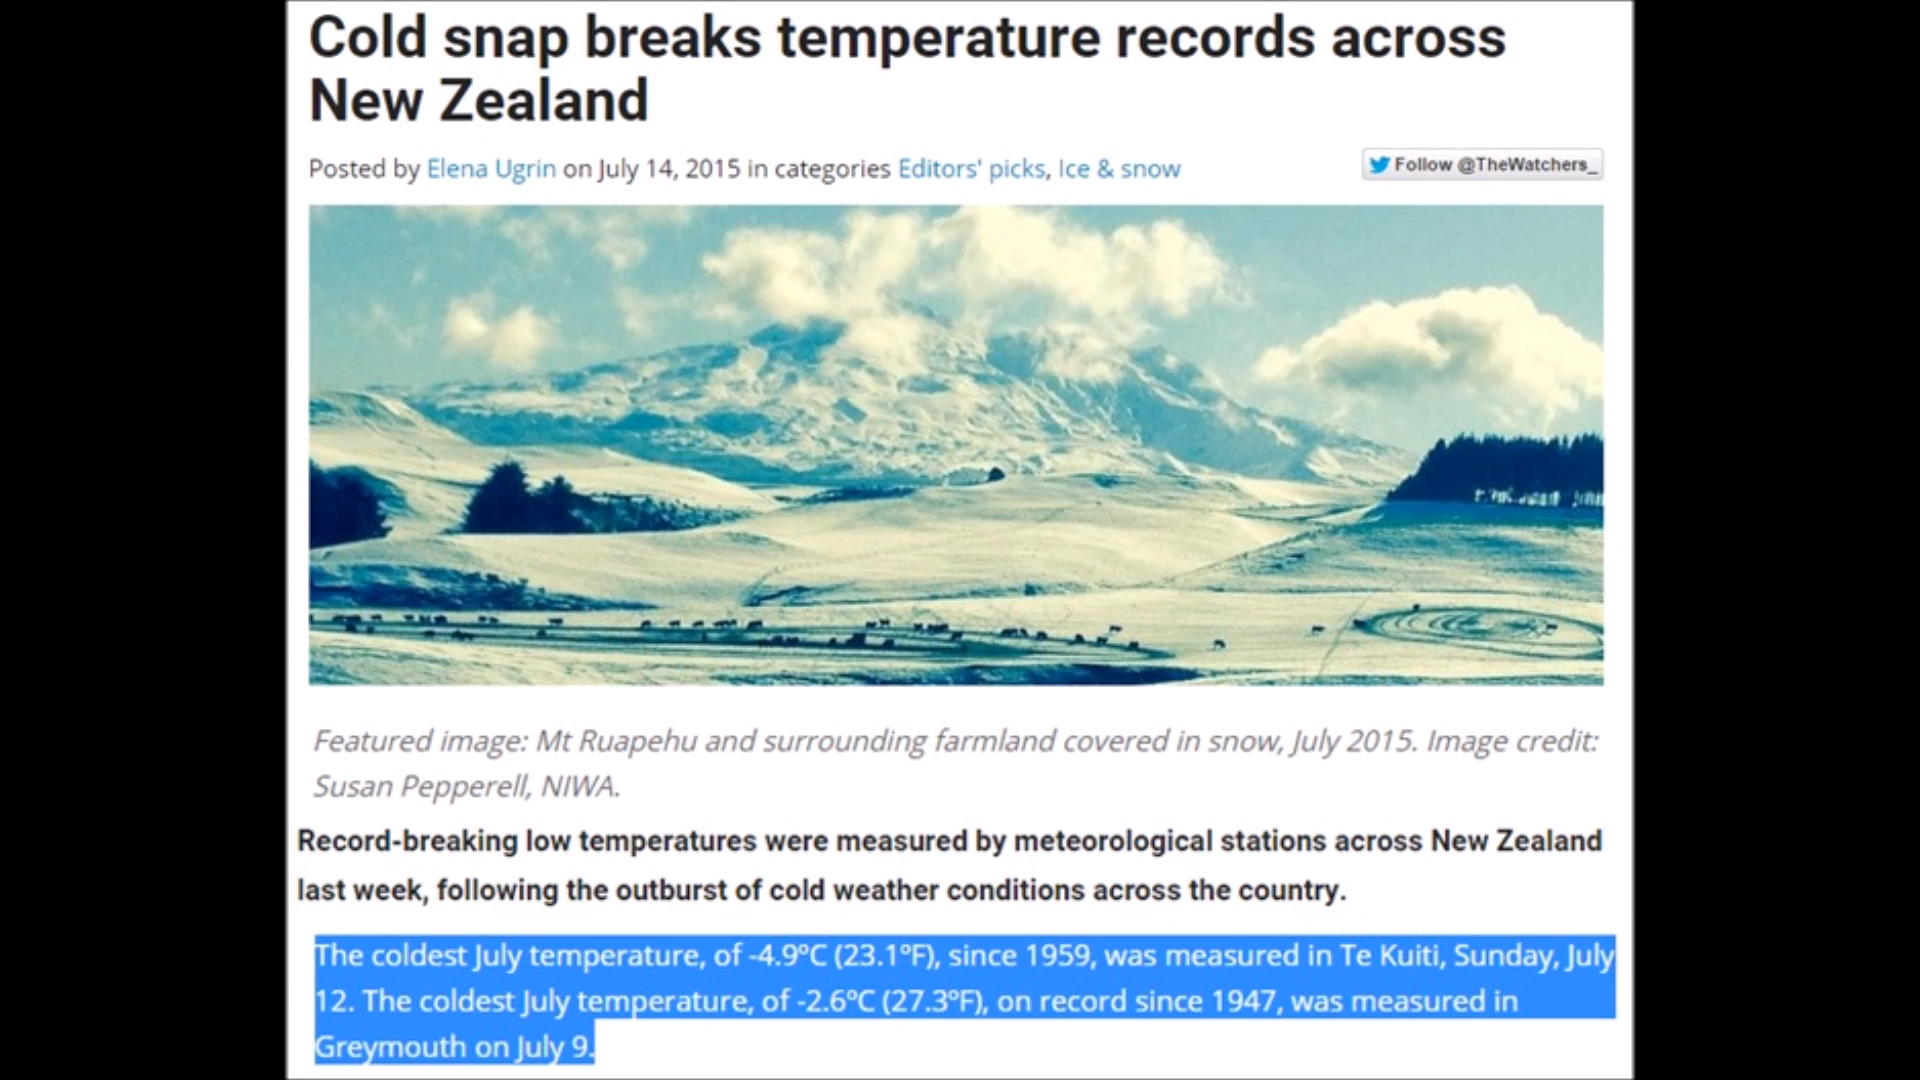 Cold snap breaks temperature records across
New Zealand
Posted by Elena Ugrin on July 14, 2015 in categories Editors' picks, Ice & snow
Follow @TheWatchers_
Featured image: Mt Ruapehu and surrounding farmland covered in snow, July 2015. Image credit:
Susan Pepperell, NIWA.
Record-breaking low temperatures were measured by meteorological stations across New Zealand
last week, following the outburst of cold weather conditions across the country.
The coldest July temperature, of -4.9ºC (23.1ºF), since 1959, was measured in Te Kuiti, Sunday, July
12. The coldest July temperature, of -2.6ºC (27.3ºF), on record since 1947, was measured in
Greymouth on July 9.